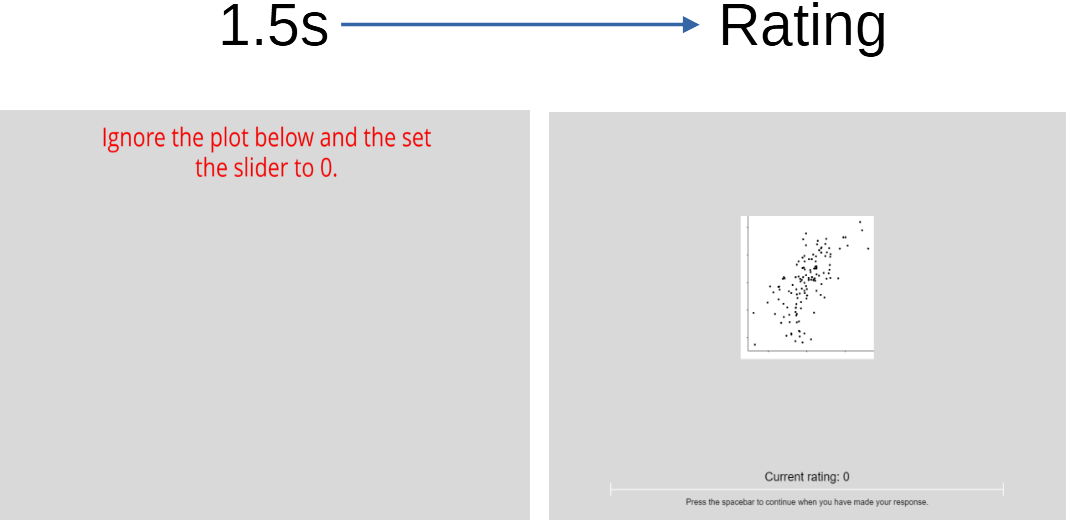 1.5s
Rating
Ignore the plot below and the set
the slider to 0.
Current rating: 0
Press the spacebar to continue when you have made your response.